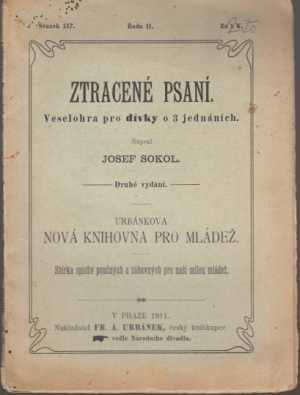 Svazek 117. Řada II.
ZTRACENÉ PSANÍ.
Veselohra pro dívky o 3 jednáních.
Napsal
JOSEF SOKOL.
Druhé vydání.
URBÁNKOVA
NOVÁ KNIHOVNA PRO MLÁDEŽ.
Sbírka spisův poučných a zábavných pro naši milou mládež.
V PRAZE 1911.
Nakladatel FR. A. URBÁNEK, český knihkupec
vedle Národního divadla.